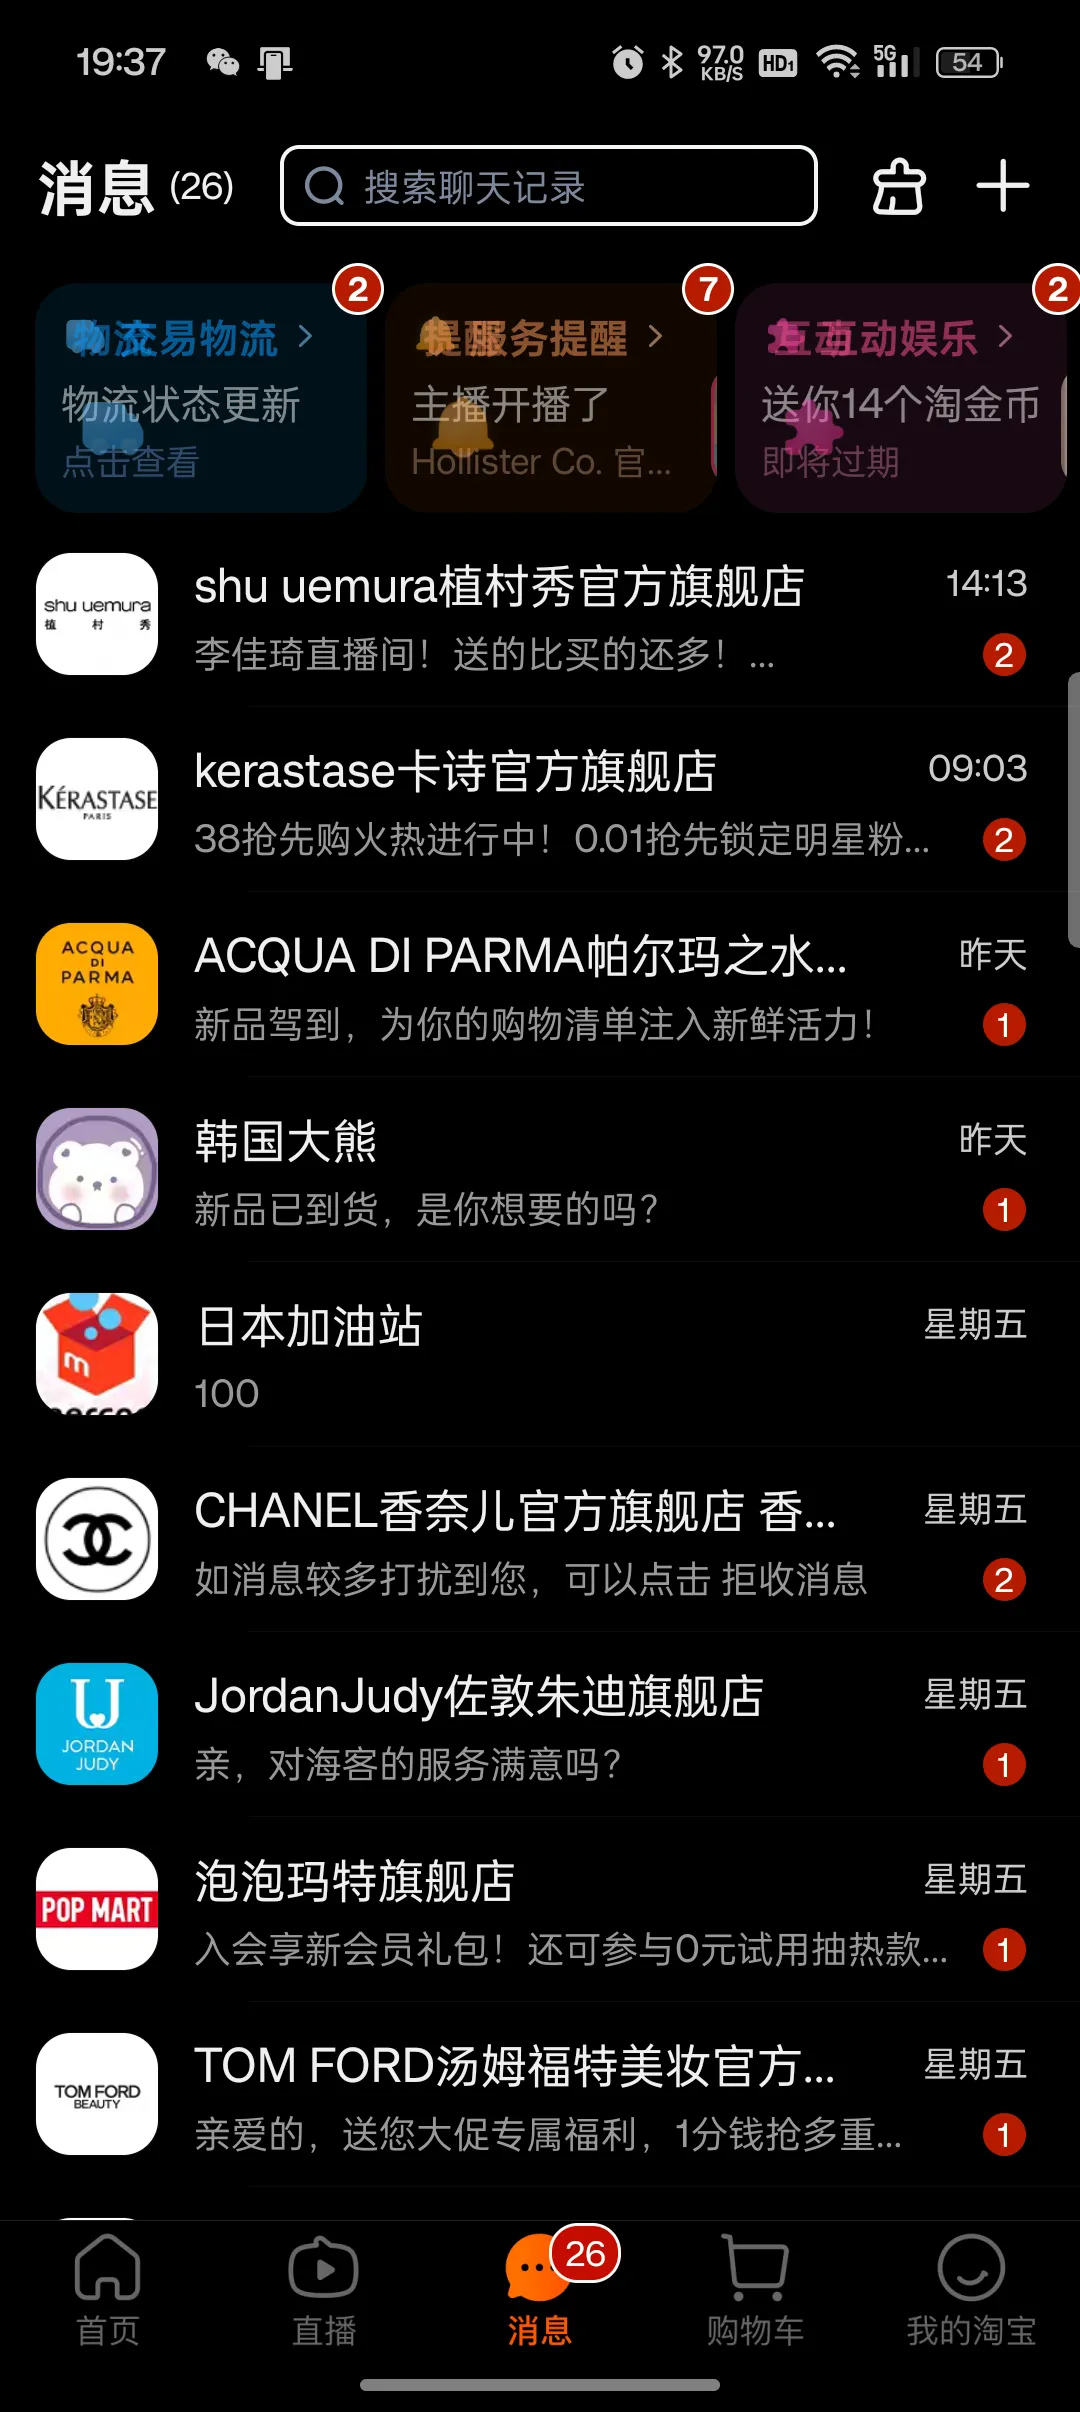 19:37
97.0 KB/S HD1 5G 54
消息 (26)
搜索聊天记录
2
7
2
交易物流
服务提醒
互动娱乐
物流状态更新
主播开播了
送你14个淘金币
点击查看
Hollister Co. 官...
即将过期
shu uemura
植 村 秀
shu uemura植村秀官方旗舰店
14:13
李佳琦直播间！送的比买的还多！...
2
KÉRASTASE
PARIS
kerastase卡诗官方旗舰店
09:03
38抢先购火热进行中！0.01抢先锁定明星粉...
2
ACQUA
DI
PARMA
ACQUA DI PARMA帕尔玛之水...
昨天
新品驾到，为你的购物清单注入新鲜活力！
1
韩国大熊
昨天
新品已到货，是你想要的吗？
1
m
日本加油站
星期五
100
CHANEL香奈儿官方旗舰店 香...
星期五
如消息较多打扰到您，可以点击 拒收消息
2
JORDAN
JUDY
JordanJudy佐敦朱迪旗舰店
星期五
亲，对海客的服务满意吗？
1
POP MART
泡泡玛特旗舰店
星期五
入会享新会员礼包！还可参与0元试用抽热款...
1
TOM FORD
BEAUTY
TOM FORD汤姆福特美妆官方...
星期五
亲爱的，送您大促专属福利，1分钱抢多重...
1
26
首页
直播
消息
购物车
我的淘宝